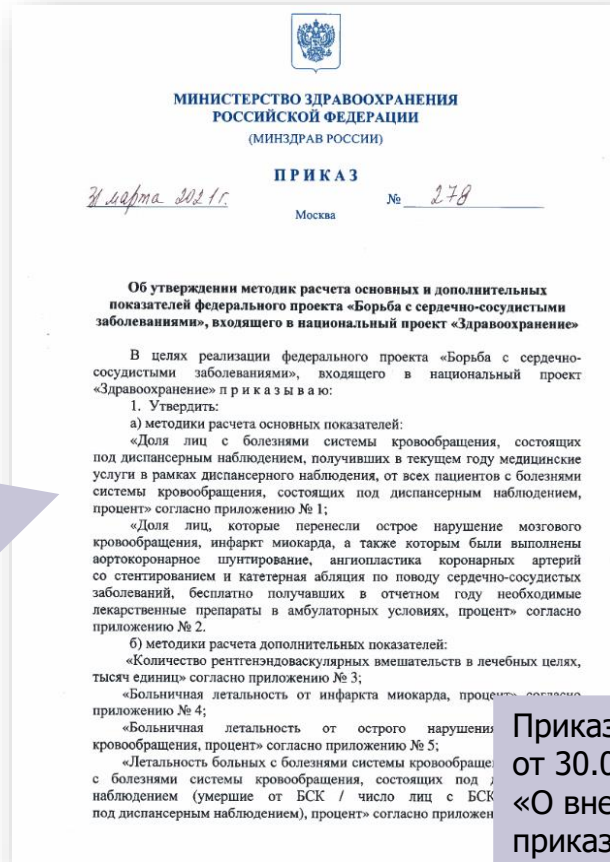 МИНИСТЕРСТВО ЗДРАВООХРАНЕНИЯ
РОССИЙСКОЙ ФЕДЕРАЦИИ
(МИНЗДРАВ РОССИИ)
ПРИКАЗ
31 марта 2021 г. № 278
Москва
Об утверждении методик расчета основных и дополнительных
показателей федерального проекта «Борьба с сердечно-сосудистыми
заболеваниями», входящего в национальный проект «Здравоохранение»
В целях реализации федерального проекта «Борьба с сердечно-
сосудистыми заболеваниями», входящего в национальный проект
«Здравоохранение» п р и к а з ы в а ю:
1. Утвердить:
а) методики расчета основных показателей:
«Доля лиц с болезнями системы кровообращения, состоящих
под диспансерным наблюдением, получивших в текущем году медицинские
услуги в рамках диспансерного наблюдения, от всех пациентов с болезнями
системы кровообращения, состоящих под диспансерным наблюдением,
процент» согласно приложению № 1;
«Доля лиц, которые перенесли острое нарушение мозгового
кровообращения, инфаркт миокарда, а также которым были выполнены
аортокоронарное шунтирование, ангиопластика коронарных артерий
со стентированием и катетерная абляция по поводу сердечно-сосудистых
заболеваний, бесплатно получавших в отчетном году необходимые
лекарственные препараты в амбулаторных условиях, процент» согласно
приложению № 2.
б) методики расчета дополнительных показателей:
«Количество рентгенэндоваскулярных вмешательств в лечебных целях,
тысяч единиц» согласно приложению № 3;
«Больничная летальность от инфаркта миокарда, процент» согласно
приложению № 4;
«Больничная летальность от острого нарушения
кровообращения, процент» согласно приложению № 5;
«Летальность больных с болезнями системы
с болезнями системы кровообращения, состоящих под
наблюдением (умершие от БСК / число лиц с БСК
под диспансерным наблюдением), процент» согласно
Приказ
от 30.0
«О вне
приказ